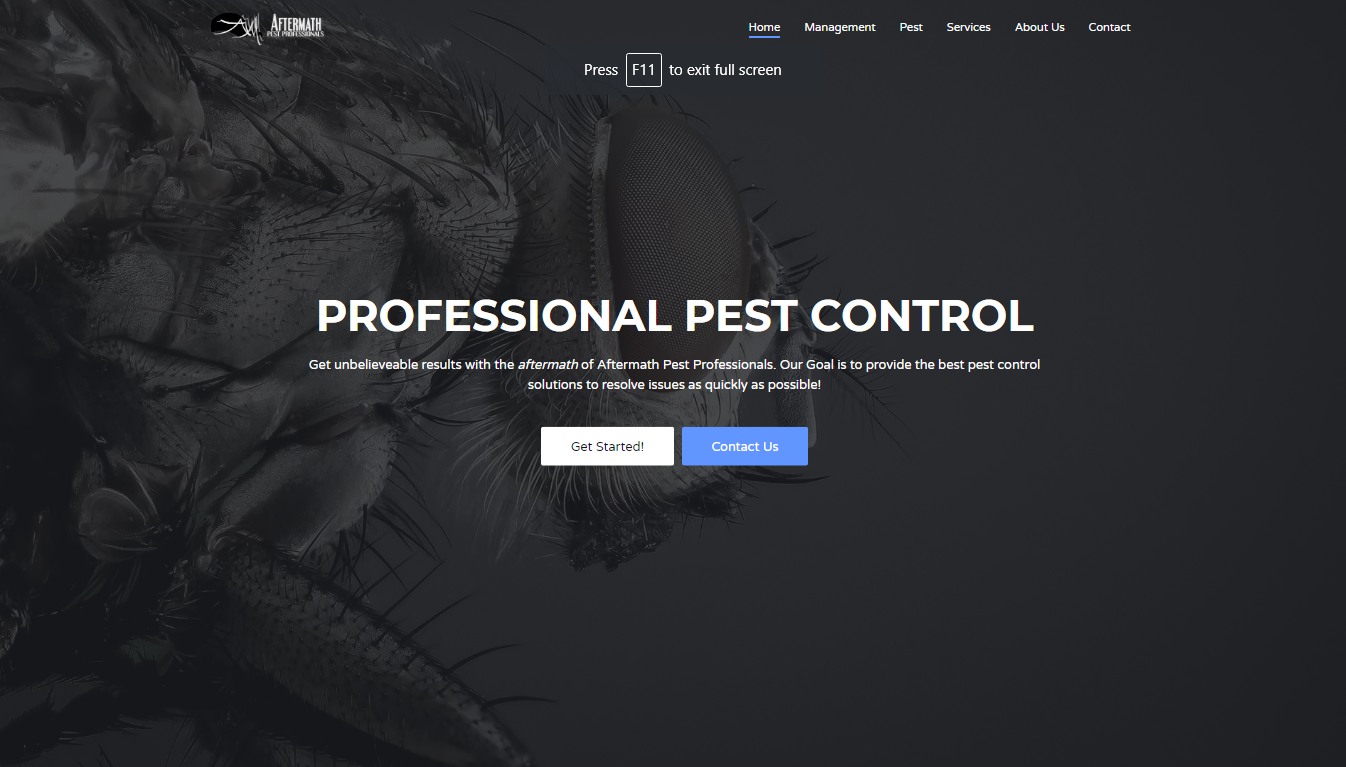 AFTERMATH
PEST PROFESSIONALS
Home Management Pest Services About Us Contact
Press F11 to exit full screen
PROFESSIONAL PEST CONTROL
Get unbelieveable results with the aftermath of Aftermath Pest Professionals. Our Goal is to provide the best pest control
solutions to resolve issues as quickly as possible!
Get Started! Contact Us